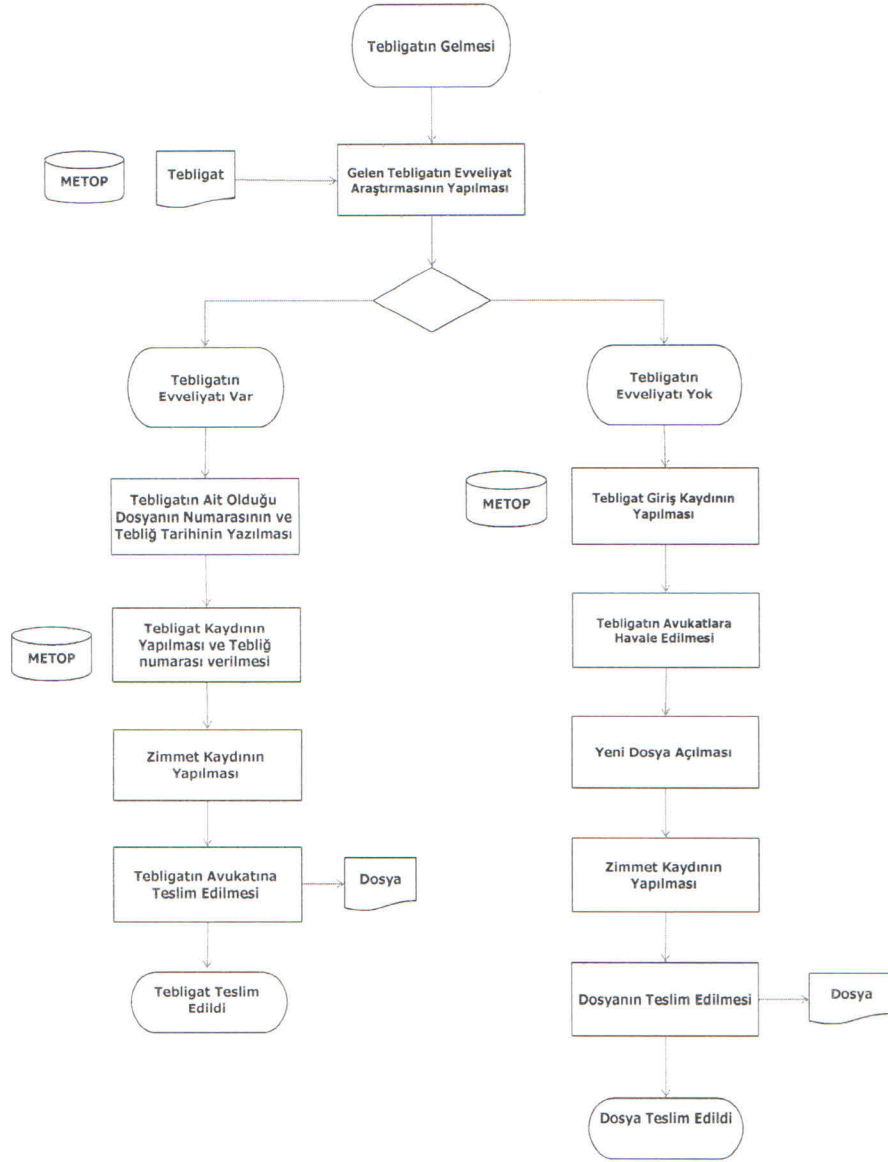 Tebligatın Gelmesi
METOP
Tebligat
Gelen Tebligatın Evveliyat
Araştırmasının Yapılması
Tebligatın
Evveliyatı Var
Tebligatın
Evveliyatı Yok
Tebligatın Ait Olduğu
Dosyanın Numarasının ve
Tebliğ Tarihinin Yazılması
METOP
Tebligat Giriş Kaydının
Yapılması
METOP
Tebligat Kaydının
Yapılması ve Tebliğ
numarası verilmesi
Tebligatın Avukatlara
Havale Edilmesi
Zimmet Kaydının
Yapılması
Yeni Dosya Açılması
Tebligatın Avukatına
Teslim Edilmesi
Dosya
Zimmet Kaydının
Yapılması
Tebligat Teslim
Edildi
Dosyanın Teslim Edilmesi
Dosya
Dosya Teslim Edildi